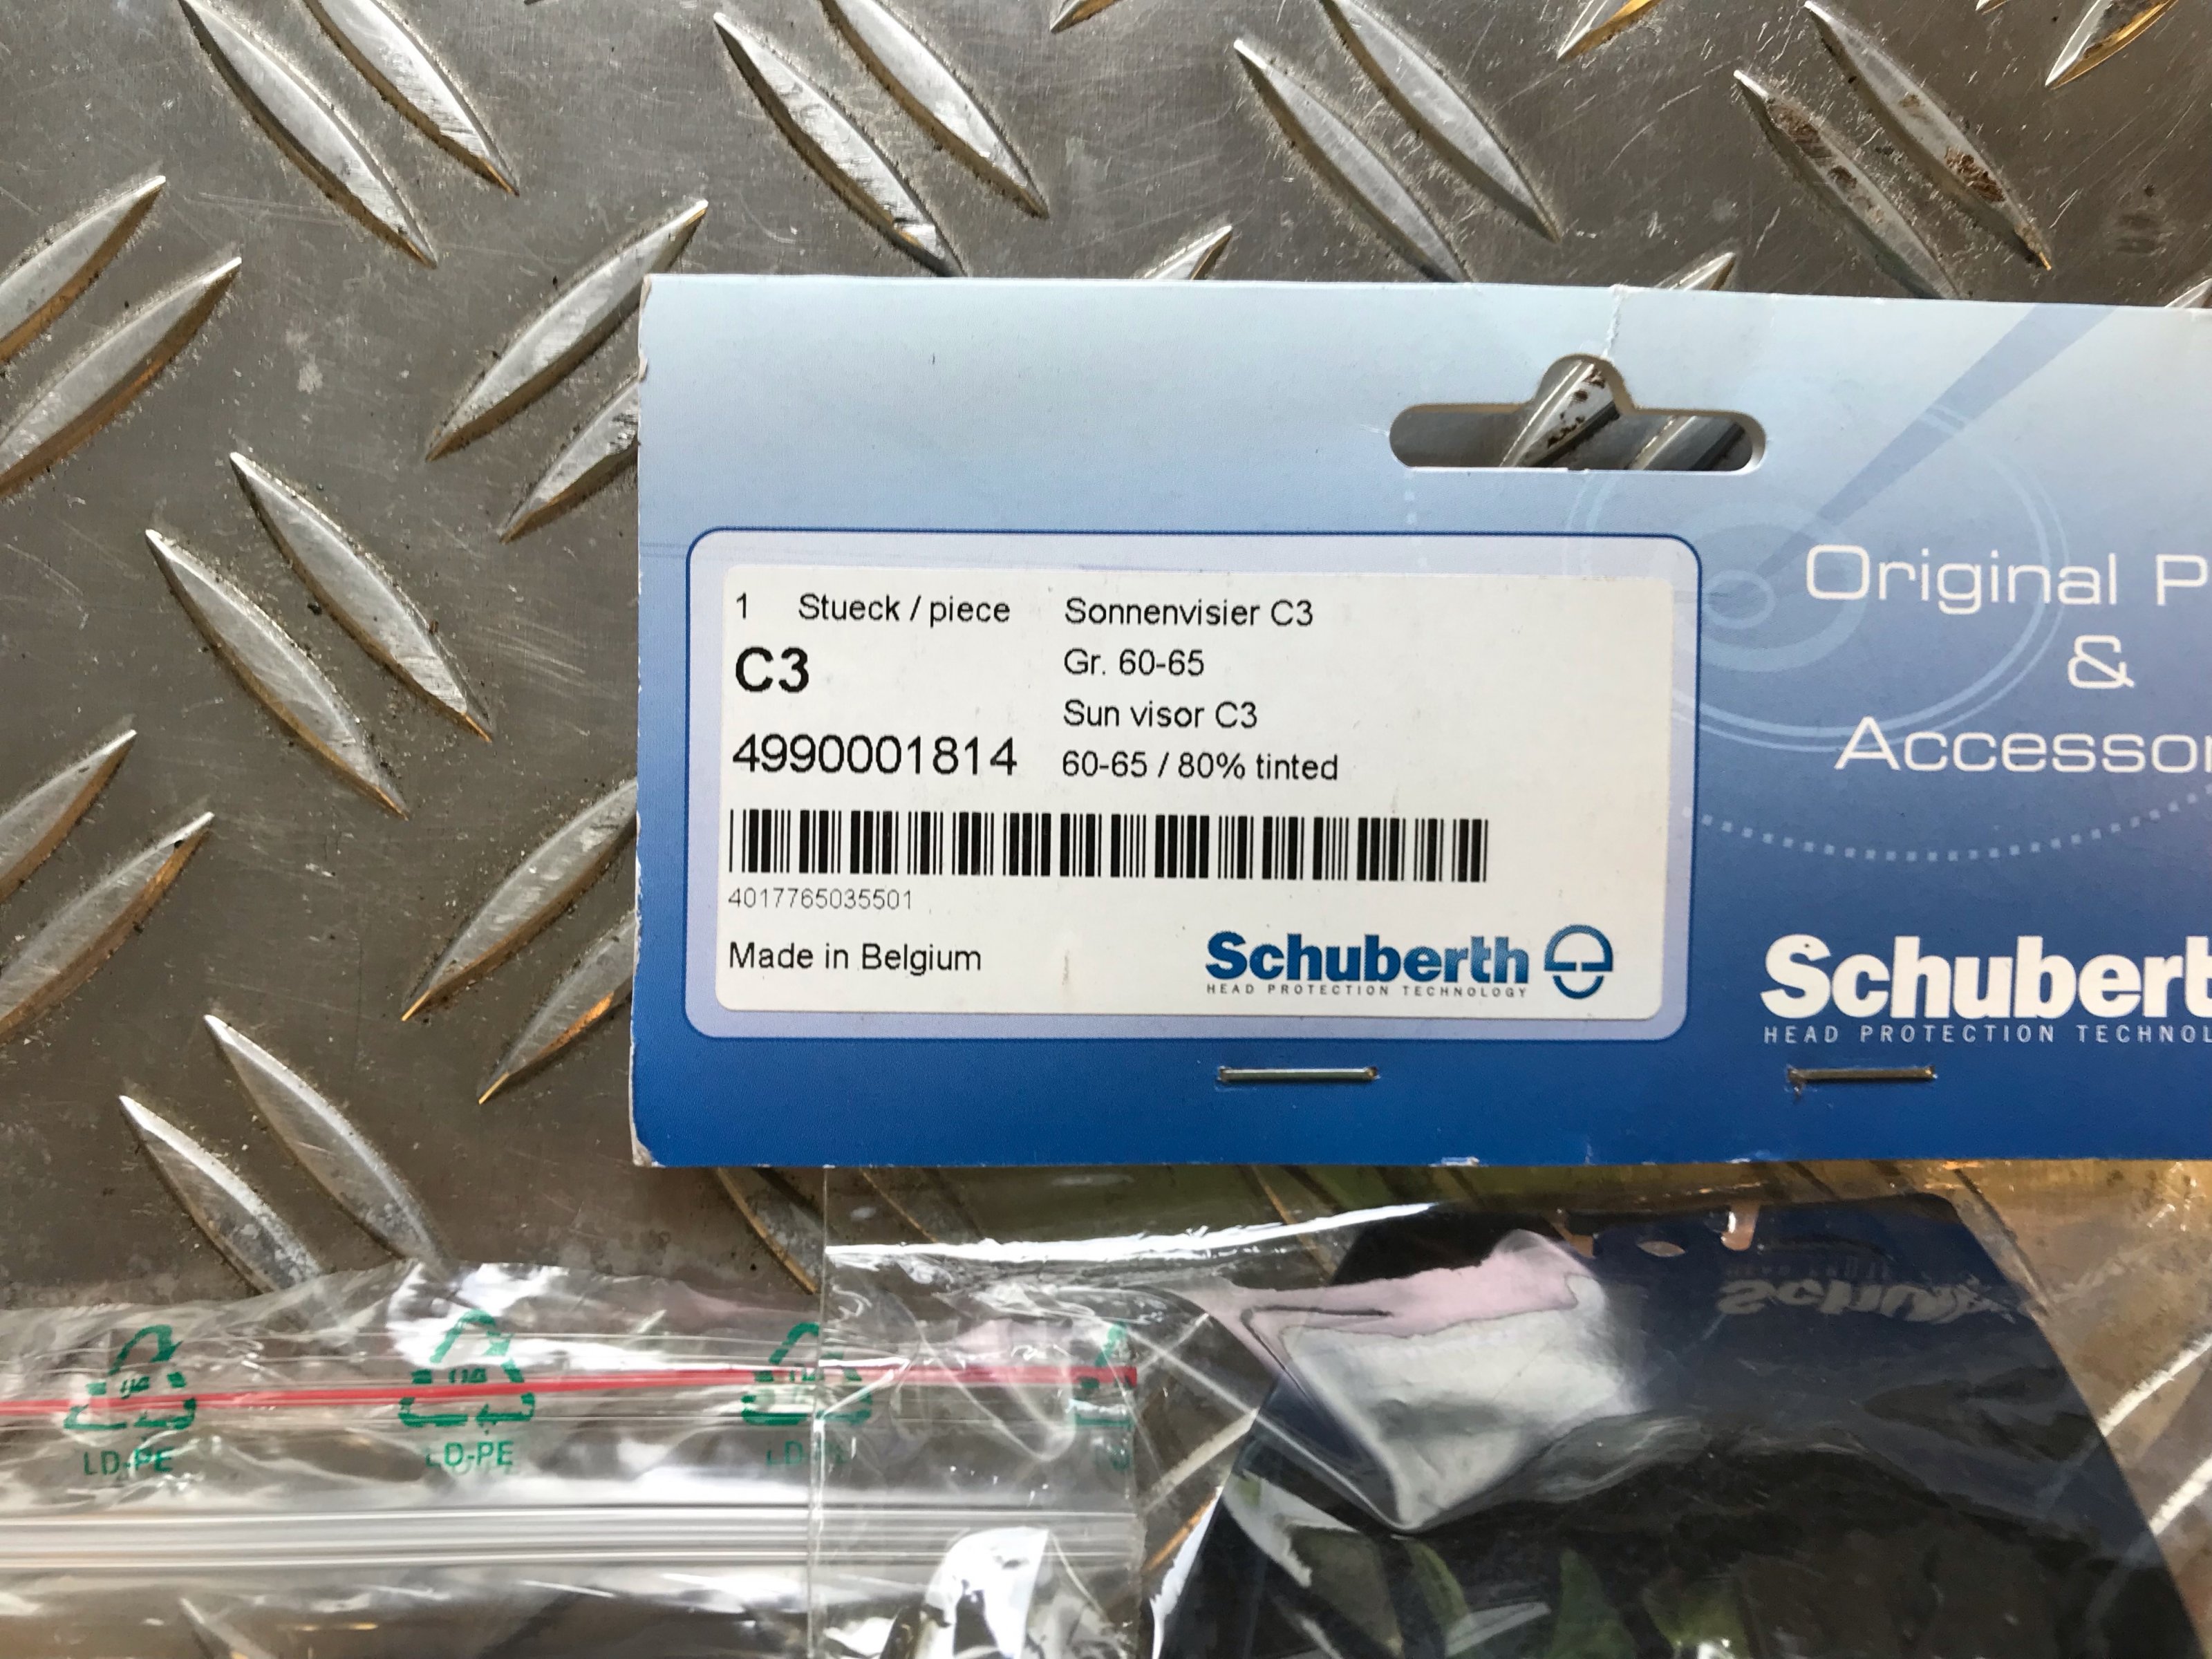 1 Stueck / piece
C3
4990001814
Sonnenvisier C3
Gr. 60-65
Sun visor C3
60-65 / 80% tinted
4017765035501
Made in Belgium
Schuberth
HEAD PROTECTION TECHNOLOGY
Original P
&
Accessor
Schubert
HEAD PROTECTION TECHNOL
LD-PE
LD-PE
LD-PE